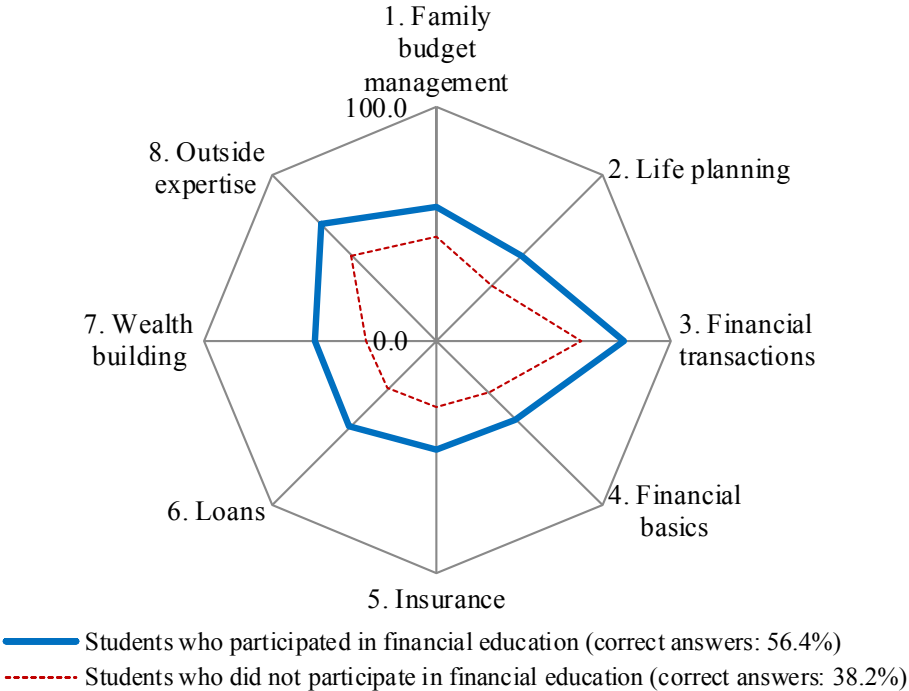 1. Family
budget
management
100.0
8. Outside
expertise
2. Life planning
7. Wealth
building
0.0
3. Financial
transactions
6. Loans
4. Financial
basics
5. Insurance
Students who participated in financial education (correct answers: 56.4%)
Students who did not participate in financial education (correct answers: 38.2%)